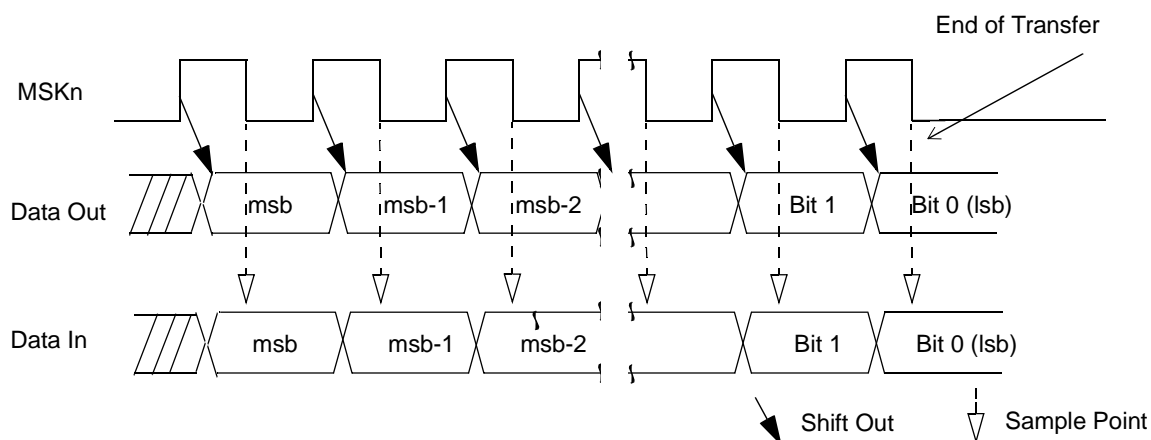 End of Transfer
MSKn
Data Out msb msb-1 msb-2 Bit 1 Bit 0 (lsb)
Data In msb msb-1 msb-2 Bit 1 Bit 0 (lsb)
Shift Out Sample Point